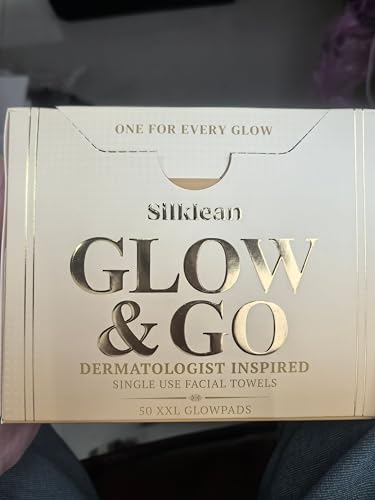 ONE FOR EVERY GLOW
Silklean
GLOW
& GO
DERMATOLOGIST INSPIRED
SINGLE USE FACIAL TOWELS
50 XXL GLOWPADS